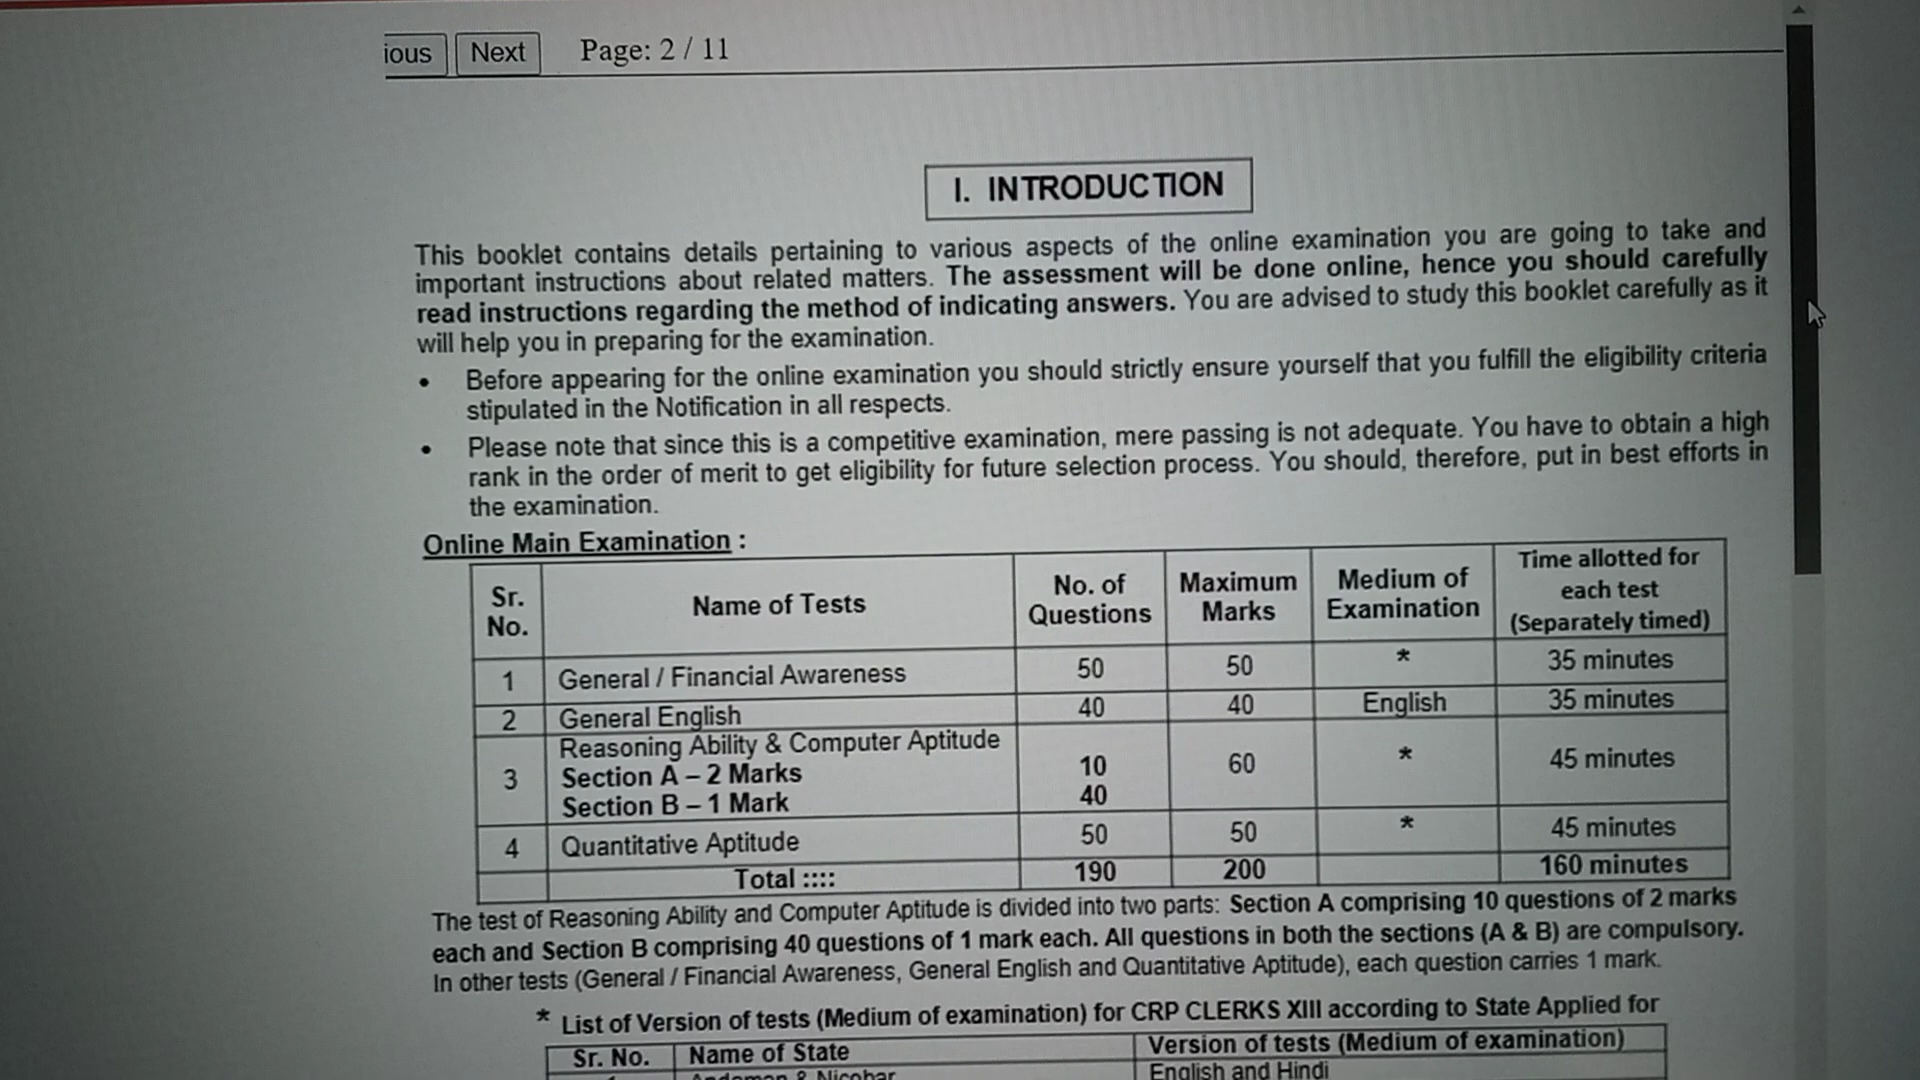 ious Next Page: 2 / 11
I. INTRODUCTION
This booklet contains details pertaining to various aspects of the online examination you are going to take and
important instructions about related matters. The assessment will be done online, hence you should carefully
read instructions regarding the method of indicating answers. You are advised to study this booklet carefully as it
will help you in preparing for the examination.
• Before appearing for the online examination you should strictly ensure yourself that you fulfill the eligibility criteria
stipulated in the Notification in all respects.
• Please note that since this is a competitive examination, mere passing is not adequate. You have to obtain a high
rank in the order of merit to get eligibility for future selection process. You should, therefore, put in best efforts in
the examination.
Online Main Examination :
Sr. No. Name of Tests No. of Questions Maximum Marks Medium of Examination Time allotted for each test (Separately timed)
1 General / Financial Awareness 50 50 * 35 minutes
2 General English 40 40 English 35 minutes
3 Reasoning Ability & Computer Aptitude 60 * 45 minutes
Section A – 2 Marks 10
Section B – 1 Mark 40
4 Quantitative Aptitude 50 50 * 45 minutes
Total :::: 190 200 160 minutes
The test of Reasoning Ability and Computer Aptitude is divided into two parts: Section A comprising 10 questions of 2 marks
each and Section B comprising 40 questions of 1 mark each. All questions in both the sections (A & B) are compulsory.
In other tests (General / Financial Awareness, General English and Quantitative Aptitude), each question carries 1 mark.
* List of Version of tests (Medium of examination) for CRP CLERKS XIII according to State Applied for
Sr. No. Name of State Version of tests (Medium of examination)
Andaman & Nicobar English and Hindi